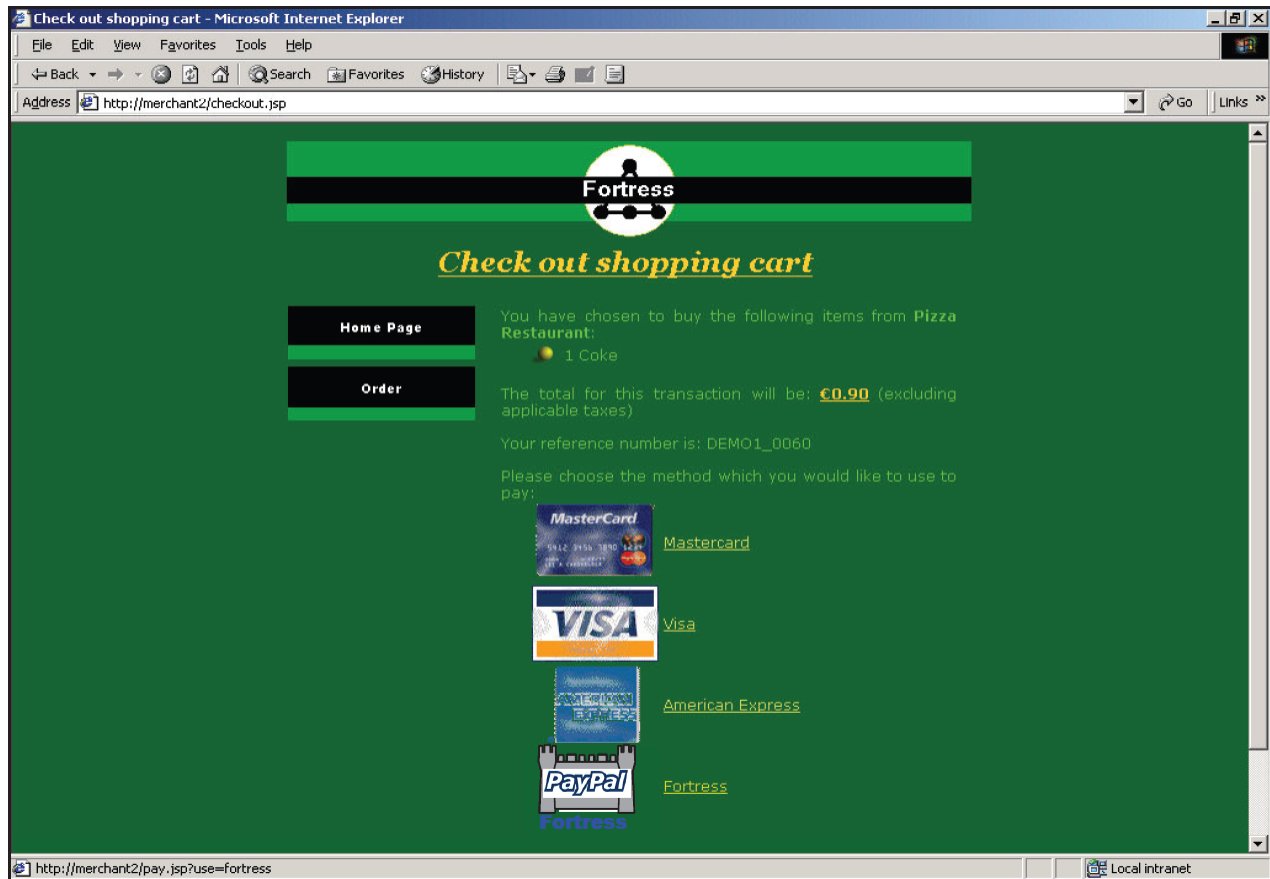 Check out shopping cart - Microsoft Internet Explorer
File Edit View Favorites Tools Help
Back Search Favorites History
Address http://merchant2/checkout.jsp Go Links »
Fortress
Check out shopping cart
Home Page
Order
You have chosen to buy the following items from Pizza
Restaurant:
1 Coke
The total for this transaction will be: €0.90 (excluding
applicable taxes)
Your reference number is: DEMO1_0060
Please choose the method which you would like to use to
pay:
MasterCard
Mastercard
VISA
Visa
AMERICAN
EXPRESS
American Express
PayPal
Fortress
Fortress
http://merchant2/pay.jsp?use=fortress Local intranet